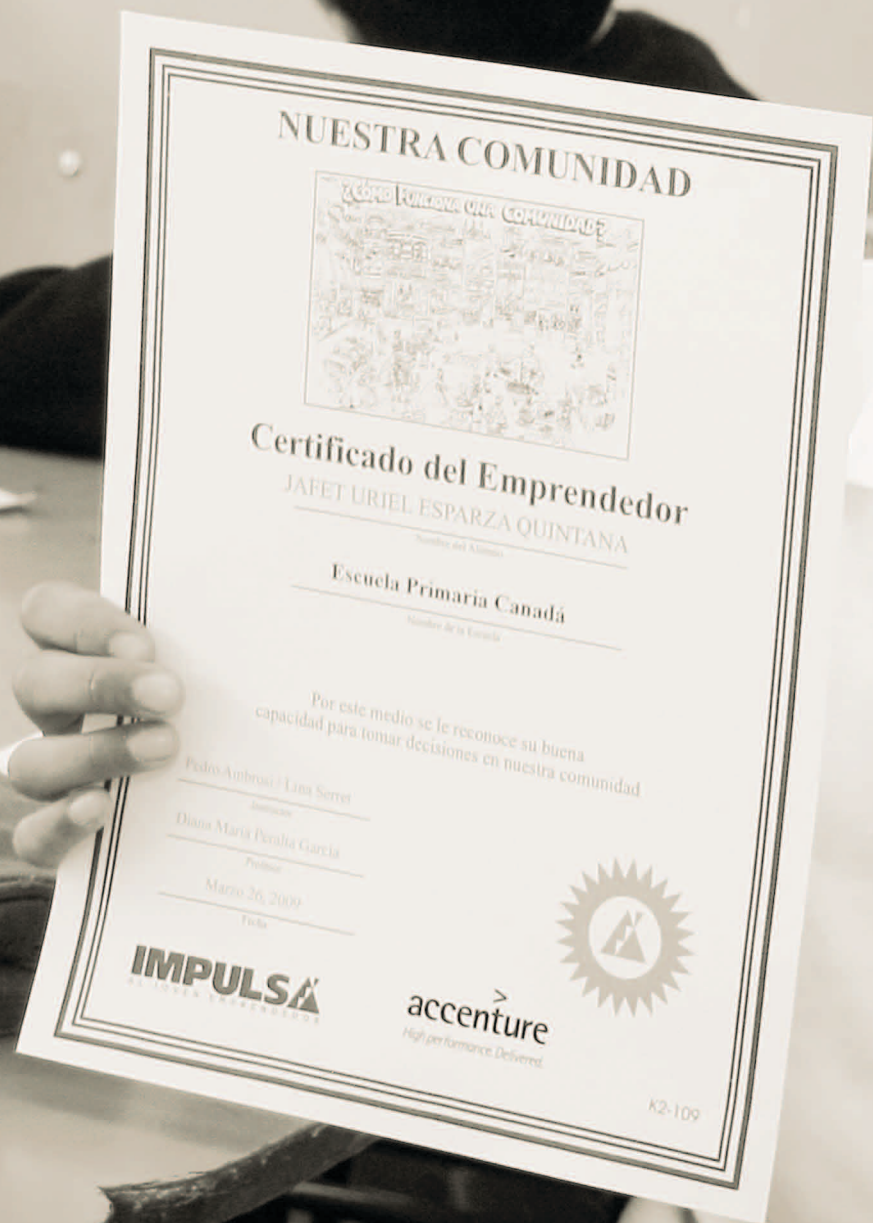 NUESTRA COMUNIDAD
¿CÓMO FUNCIONA UNA COMUNIDAD?
Certificado del Emprendedor
JAFET URIEL ESPARZA QUINTANA
Nombre del Alumno
Escuela Primaria Canadá
Nombre de la Escuela
Por este medio se le reconoce su buena
capacidad para tomar decisiones en nuestra comunidad
Pedro Ambrosi / Lina Serret
Diana María Peralta García
Profesor
Marzo 26, 2009
Fecha
IMPULSA
AL JOVEN EMPRENDEDOR
accenture
High performance. Delivered.
K2-109